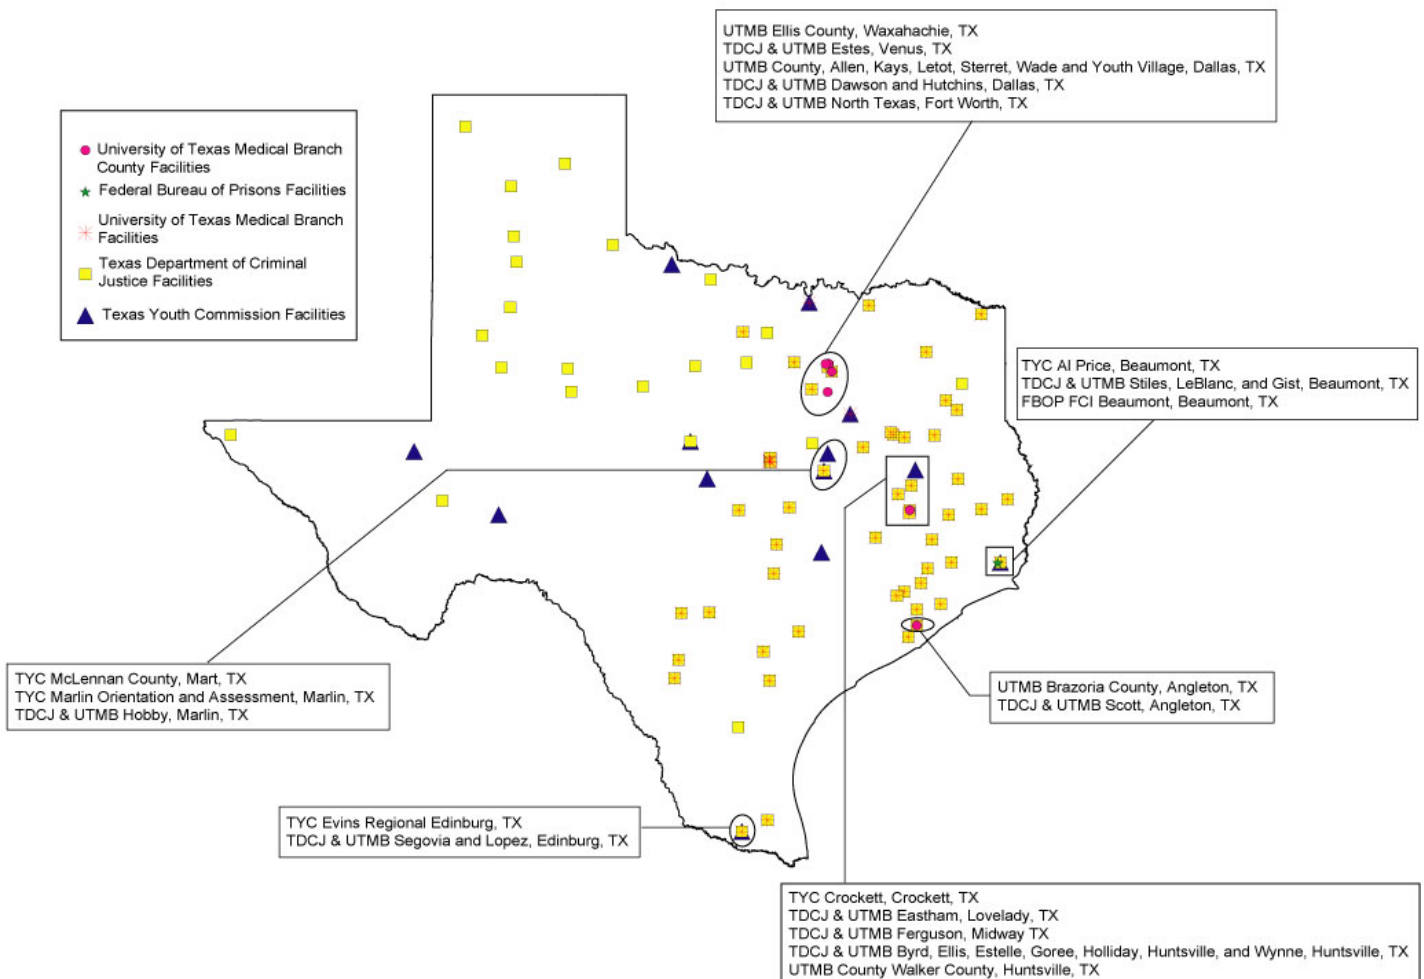 UTMB Ellis County, Waxahachie, TX
TDCJ & UTMB Estes, Venus, TX
UTMB County, Allen, Kays, Letot, Sterret, Wade and Youth Village, Dallas, TX
TDCJ & UTMB Dawson and Hutchins, Dallas, TX
TDCJ & UTMB North Texas, Fort Worth, TX
University of Texas Medical Branch
County Facilities
Federal Bureau of Prisons Facilities
University of Texas Medical Branch
Facilities
Texas Department of Criminal
Justice Facilities
Texas Youth Commission Facilities
TYC Al Price, Beaumont, TX
TDCJ & UTMB Stiles, LeBlanc, and Gist, Beaumont, TX
FBOP FCI Beaumont, Beaumont, TX
TYC McLennan County, Mart, TX
TYC Marlin Orientation and Assessment, Marlin, TX
TDCJ & UTMB Hobby, Marlin, TX
UTMB Brazoria County, Angleton, TX
TDCJ & UTMB Scott, Angleton, TX
TYC Evins Regional Edinburg, TX
TDCJ & UTMB Segovia and Lopez, Edinburg, TX
TYC Crockett, Crockett, TX
TDCJ & UTMB Eastham, Lovelady, TX
TDCJ & UTMB Ferguson, Midway TX
TDCJ & UTMB Byrd, Ellis, Estelle, Goree, Holliday, Huntsville, and Wynne, Huntsville, TX
UTMB County Walker County, Huntsville, TX